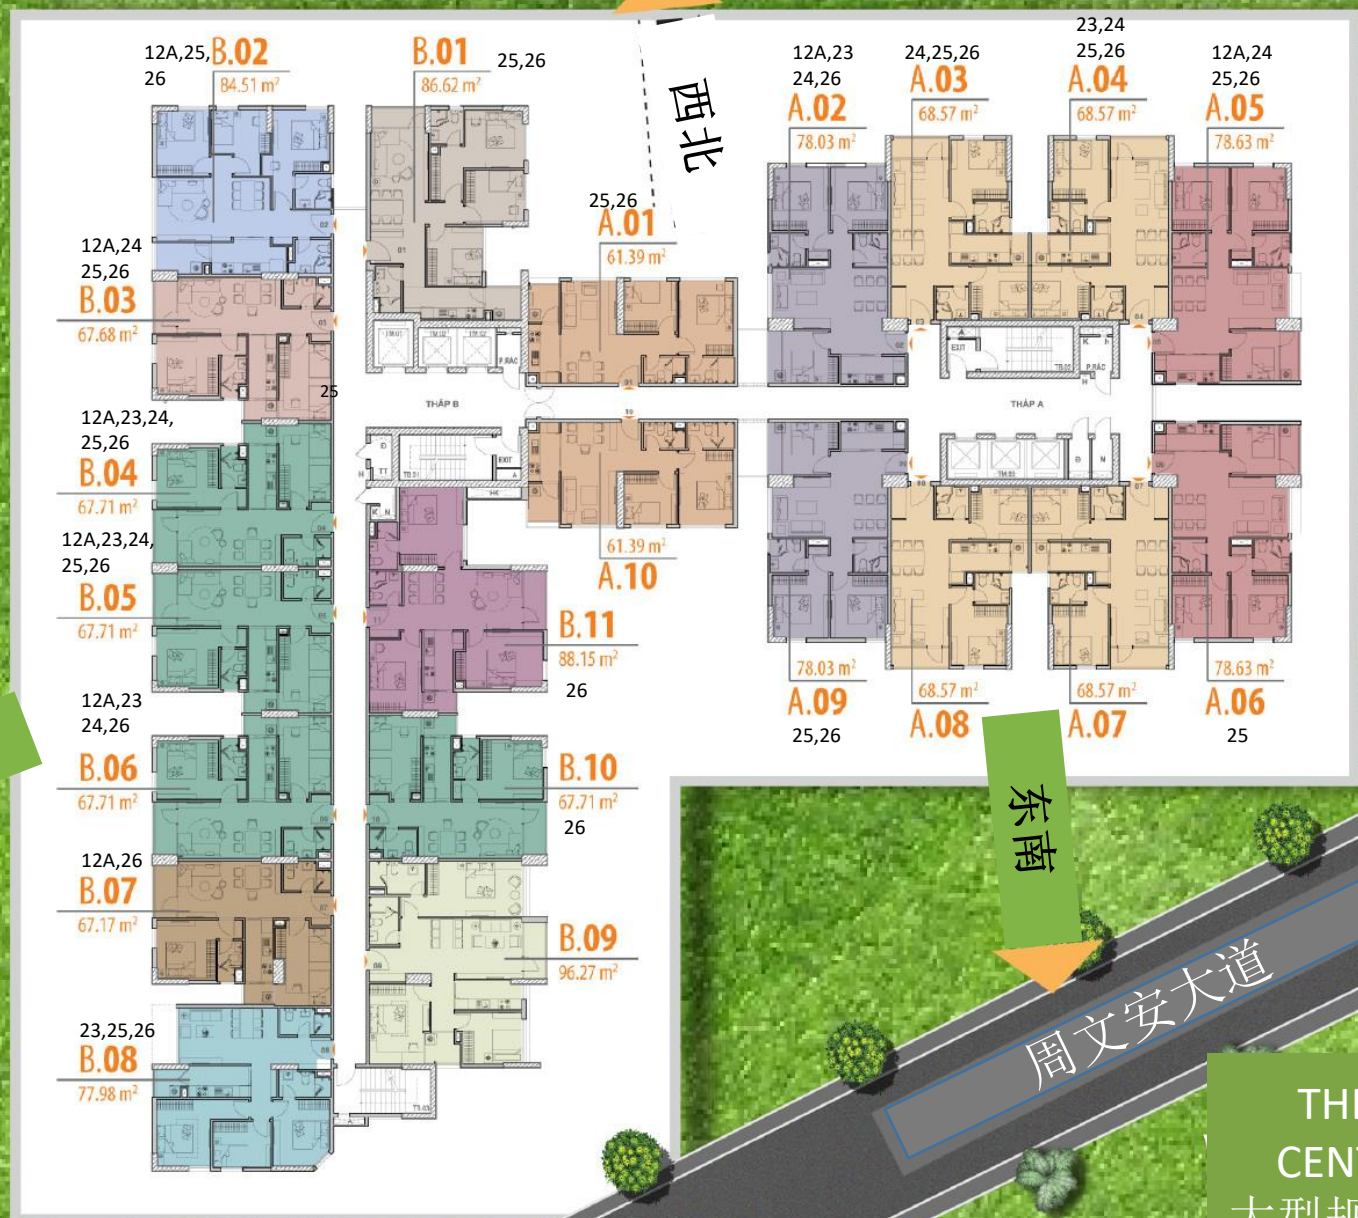 西北
12A,25,
26
B.02
84.51 m²
B.01
25,26
86.62 m²
12A,23
24,26
A.02
78.03 m²
24,25,26
A.03
68.57 m²
23,24
25,26
A.04
68.57 m²
12A,24
25,26
A.05
78.63 m²
25,26
A.01
61.39 m²
12A,24
25,26
B.03
67.68 m²
25
12A,23,24,
25,26
B.04
67.71 m²
12A,23,24,
25,26
B.05
67.71 m²
12A,23
24,26
B.06
67.71 m²
12A,26
B.07
67.17 m²
23,25,26
B.08
77.98 m²
THÁP B
THÁP A
EXIT
P.RÁC
P.RÁC
EXIT
61.39 m²
A.10
B.11
88.15 m²
26
B.10
67.71 m²
26
B.09
96.27 m²
78.03 m²
A.09
25,26
68.57 m²
A.08
68.57 m²
A.07
78.63 m²
A.06
25
东南
周文安大道